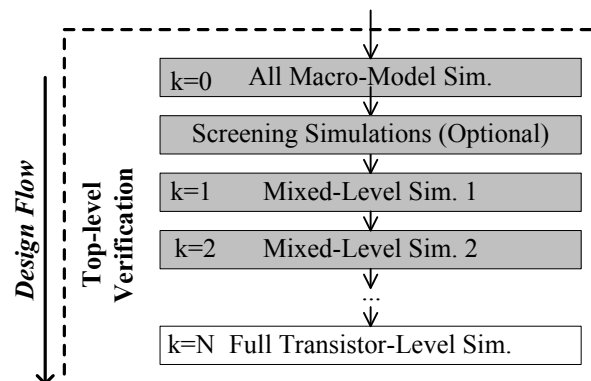 k=0 All Macro-Model Sim.
Screening Simulations (Optional)
k=1 Mixed-Level Sim. 1
k=2 Mixed-Level Sim. 2
...
k=N Full Transistor-Level Sim.
Design Flow
Top-level
Verification